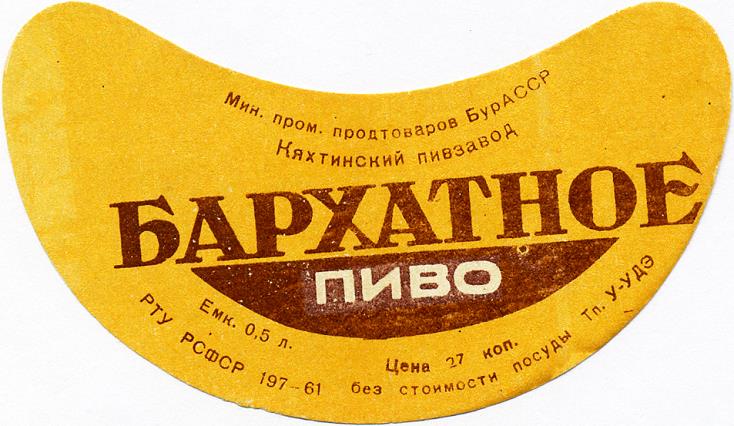 Мин. пром. продтоваров БурАССР
Кяхтинский пивзавод
БАРХАТНОЕ
ПИВО
Емк. 0,5 л.
Цена 27 коп.
РТУ РСФСР 197-61 без стоимости посуды Тп. У-УДЭ